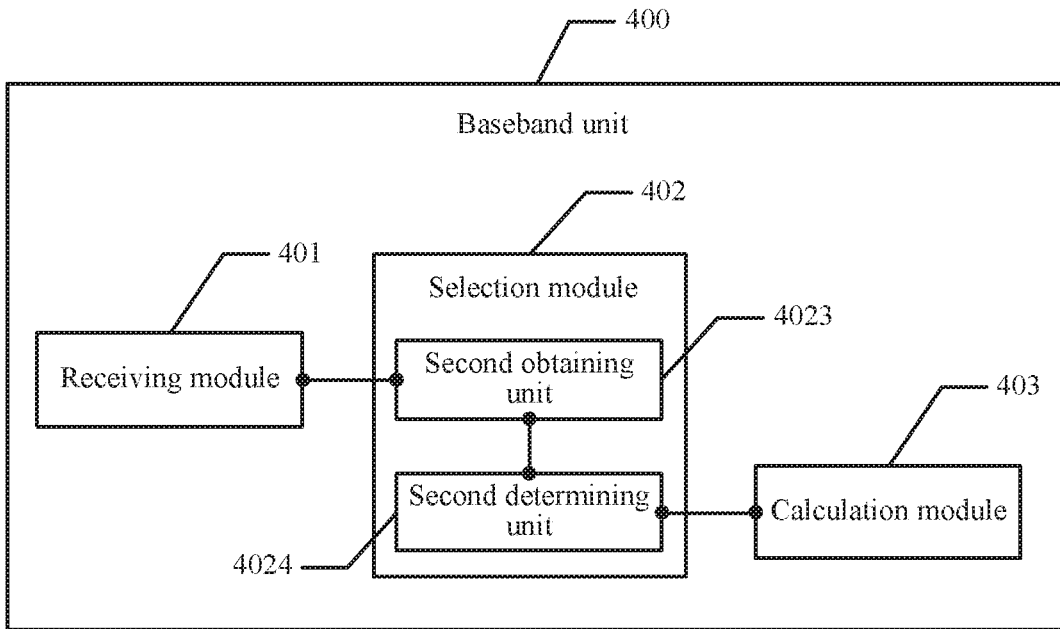 400
Baseband unit
402
401
Selection module
4023
Receiving module
Second obtaining
unit
403
Second determining
unit
Calculation module
4024